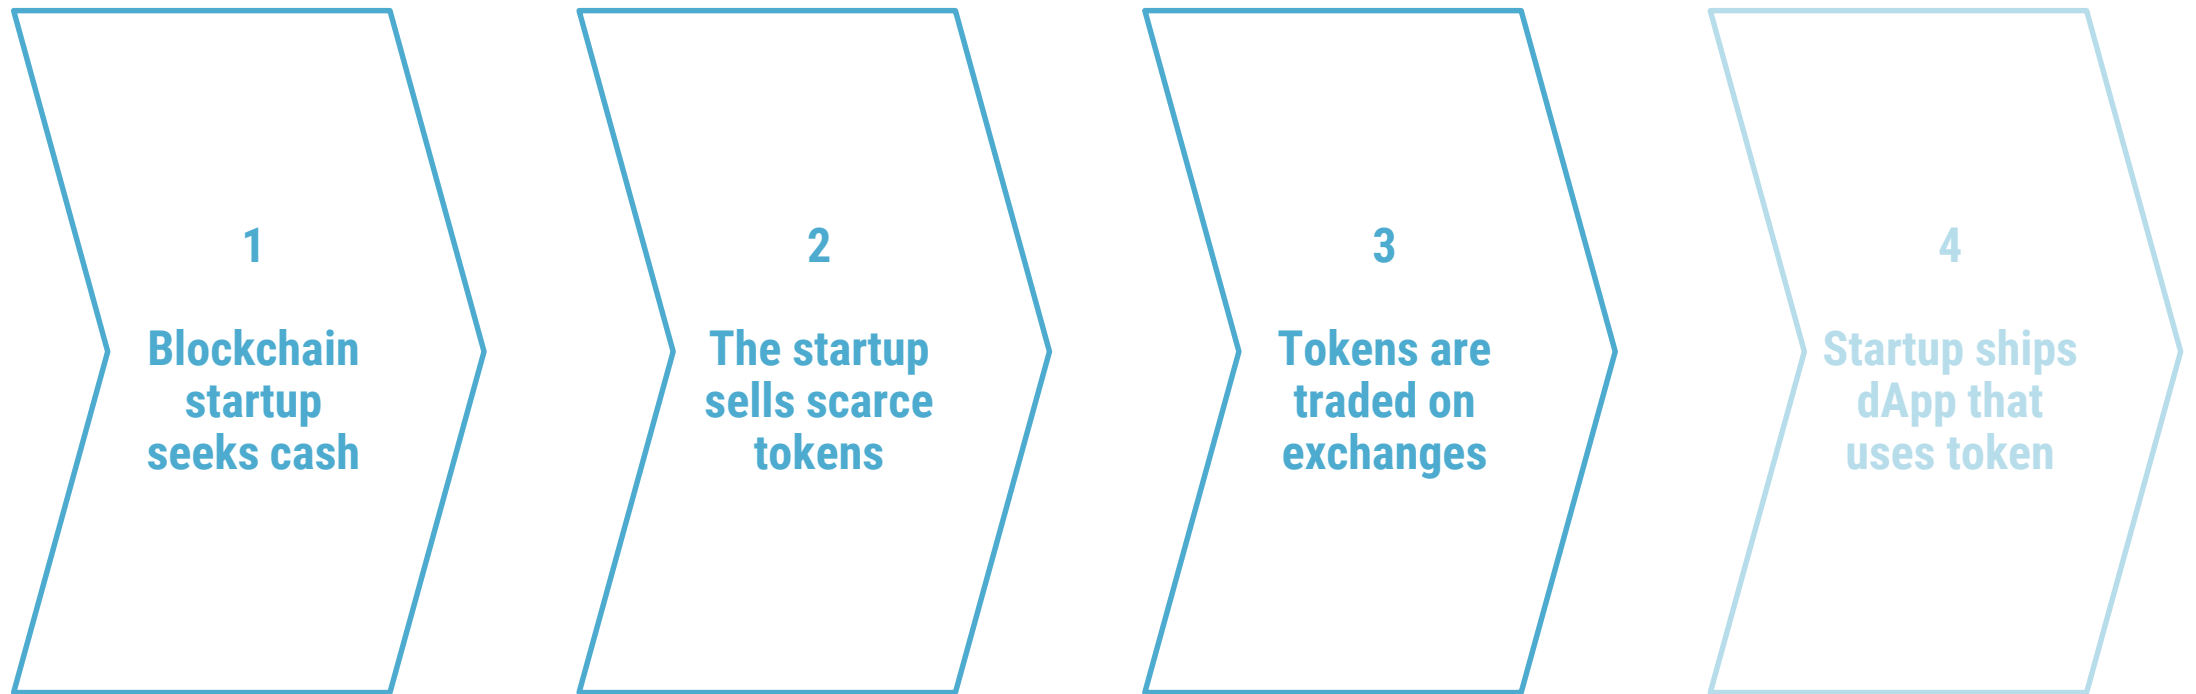 1
Blockchain
startup
seeks cash
2
The startup
sells scarce
tokens
3
Tokens are
traded on
exchanges
4
Startup ships
dApp that
uses token